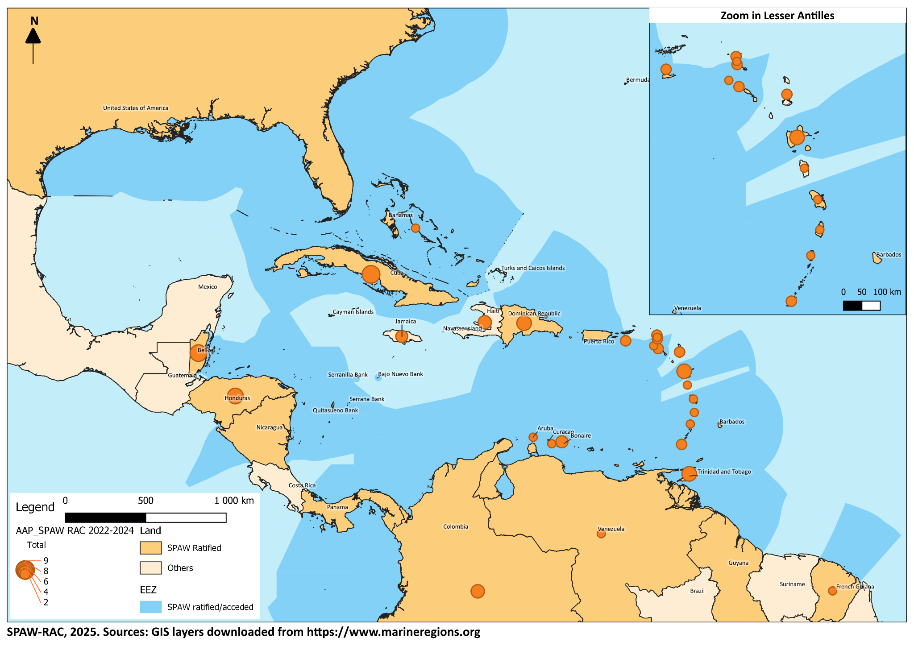 Zoom in Lesser Antilles
N
Bermuda
United States of America
Bahamas
Barbados
0 50 100 km
Turks and Caicos Islands
Cuba
Mexico
Venezuela
Cayman Islands
Haiti
Dominican Republic
Jamaica
Navassa Island
Puerto Rico
Belize
Guatemala
Serranilla Bank
Bajo Nuevo Bank
Honduras
Serrana Bank
Quitasueno Bank
Nicaragua
Barbados
Aruba
Curacao
Bonaire
Trinidad and Tobago
Costa Rica
Panama
Colombia
Venezuela
Guyana
Suriname
French Guiana
Brazil
Legend
0 500 1 000 km
AAP_SPAW RAC 2022-2024
Total
9
8
6
4
2
Land
SPAW Ratified
Others
EEZ
SPAW ratified/acceded
SPAW-RAC, 2025. Sources: GIS layers downloaded from https://www.marineregions.org